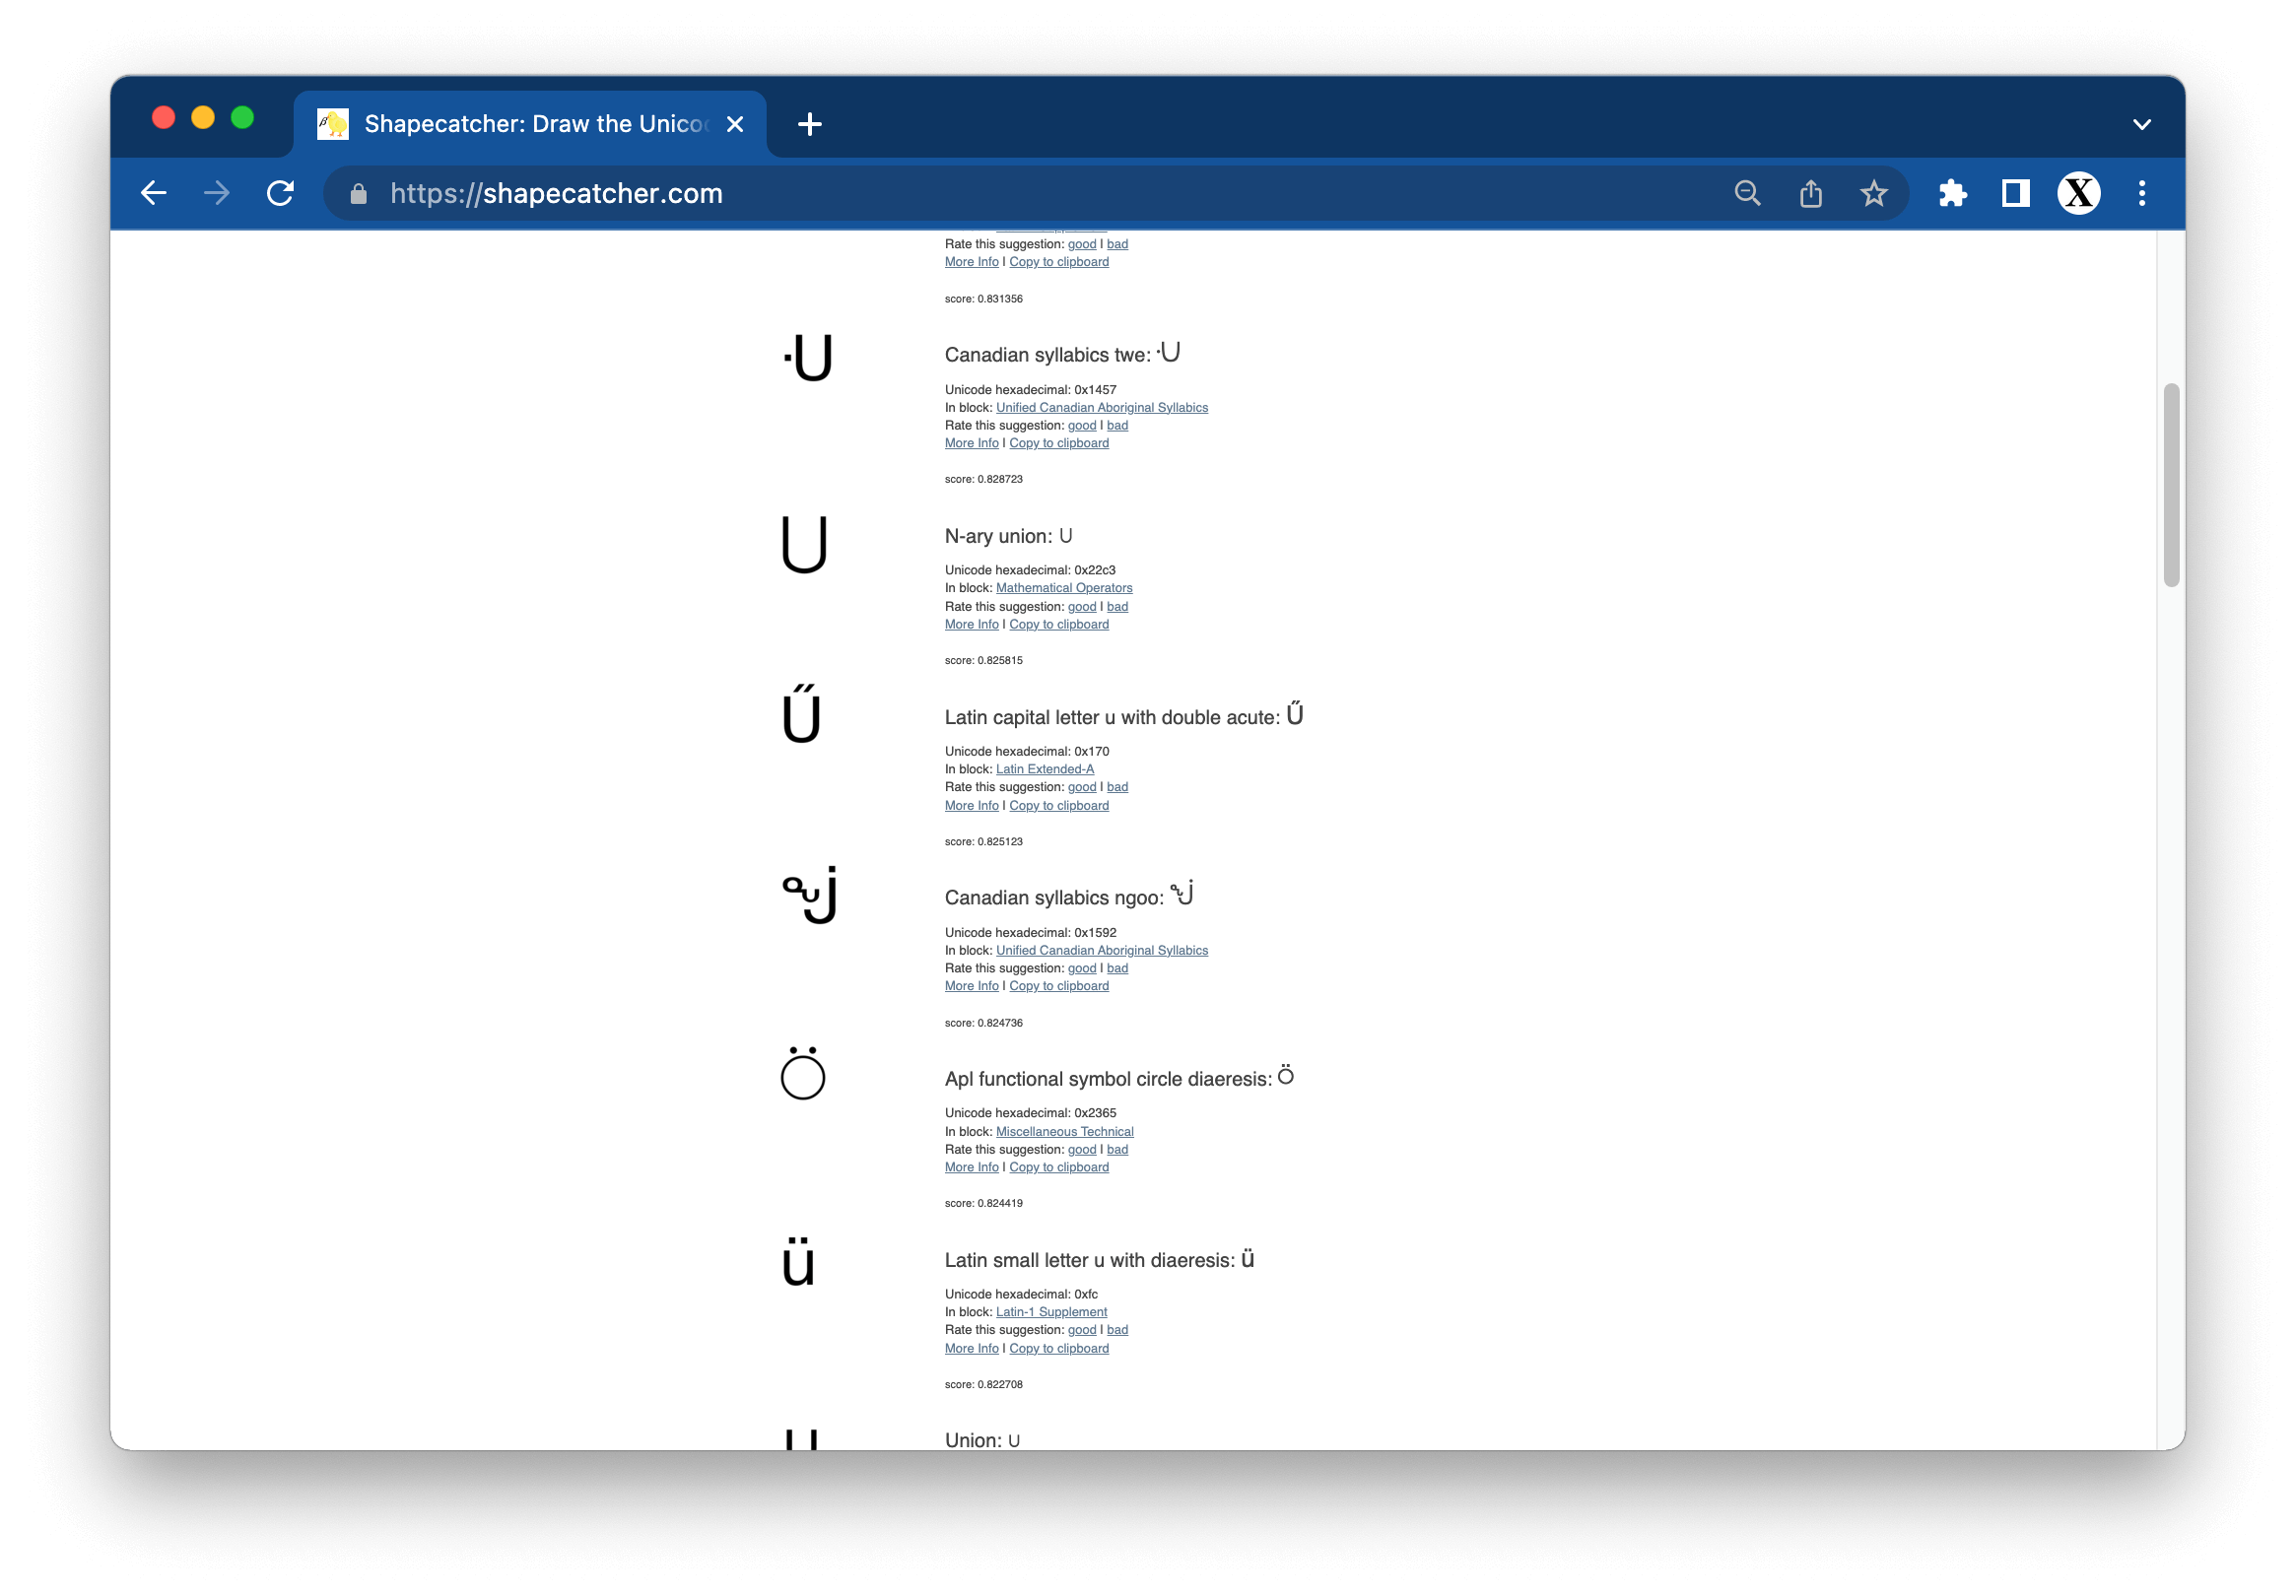 Shapecatcher: Draw the Unico
https://shapecatcher.com
Rate this suggestion: good | bad
More Info | Copy to clipboard
score: 0.831356
ᑗ Canadian syllabics twe: ᑗ
Unicode hexadecimal: 0x1457
In block: Unified Canadian Aboriginal Syllabics
Rate this suggestion: good | bad
More Info | Copy to clipboard
score: 0.828723
⋃ N-ary union: ⋃
Unicode hexadecimal: 0x22c3
In block: Mathematical Operators
Rate this suggestion: good | bad
More Info | Copy to clipboard
score: 0.825815
Ű Latin capital letter u with double acute: Ű
Unicode hexadecimal: 0x170
In block: Latin Extended-A
Rate this suggestion: good | bad
More Info | Copy to clipboard
score: 0.825123
ᖒ Canadian syllabics ngoo: ᖒ
Unicode hexadecimal: 0x1592
In block: Unified Canadian Aboriginal Syllabics
Rate this suggestion: good | bad
More Info | Copy to clipboard
score: 0.824736
⍥ Apl functional symbol circle diaeresis: ⍥
Unicode hexadecimal: 0x2365
In block: Miscellaneous Technical
Rate this suggestion: good | bad
More Info | Copy to clipboard
score: 0.824419
ü Latin small letter u with diaeresis: ü
Unicode hexadecimal: 0xfc
In block: Latin-1 Supplement
Rate this suggestion: good | bad
More Info | Copy to clipboard
score: 0.822708
Union: ∪